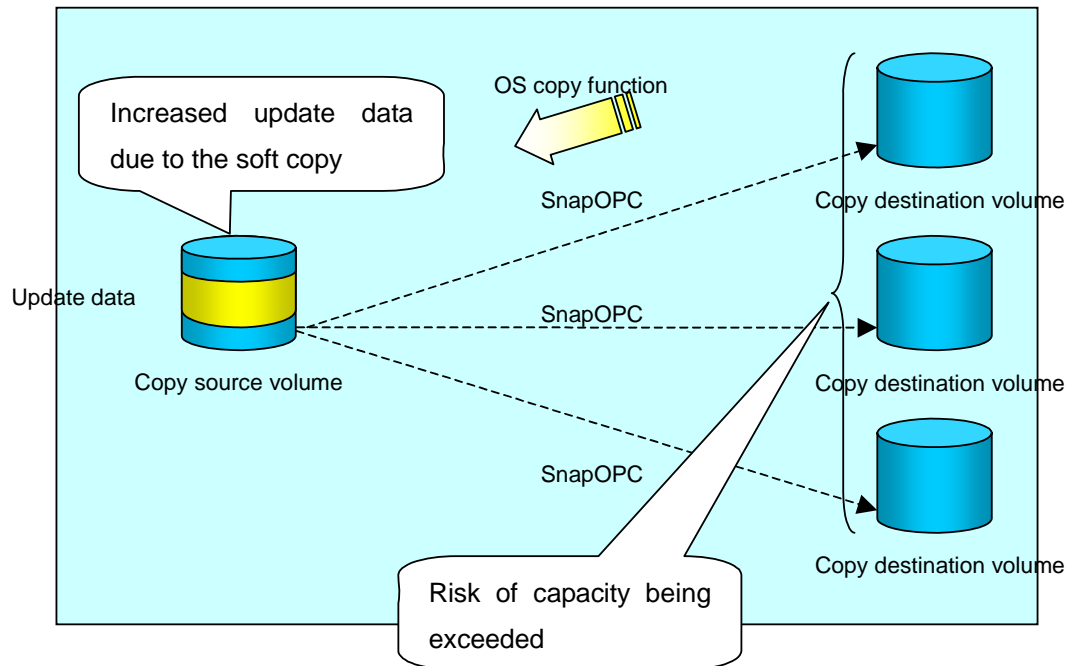 OS copy function
Increased update data
due to the soft copy
SnapOPC
Copy destination volume
Update data
SnapOPC
Copy source volume
Copy destination volume
SnapOPC
Copy destination volume
Risk of capacity being
exceeded